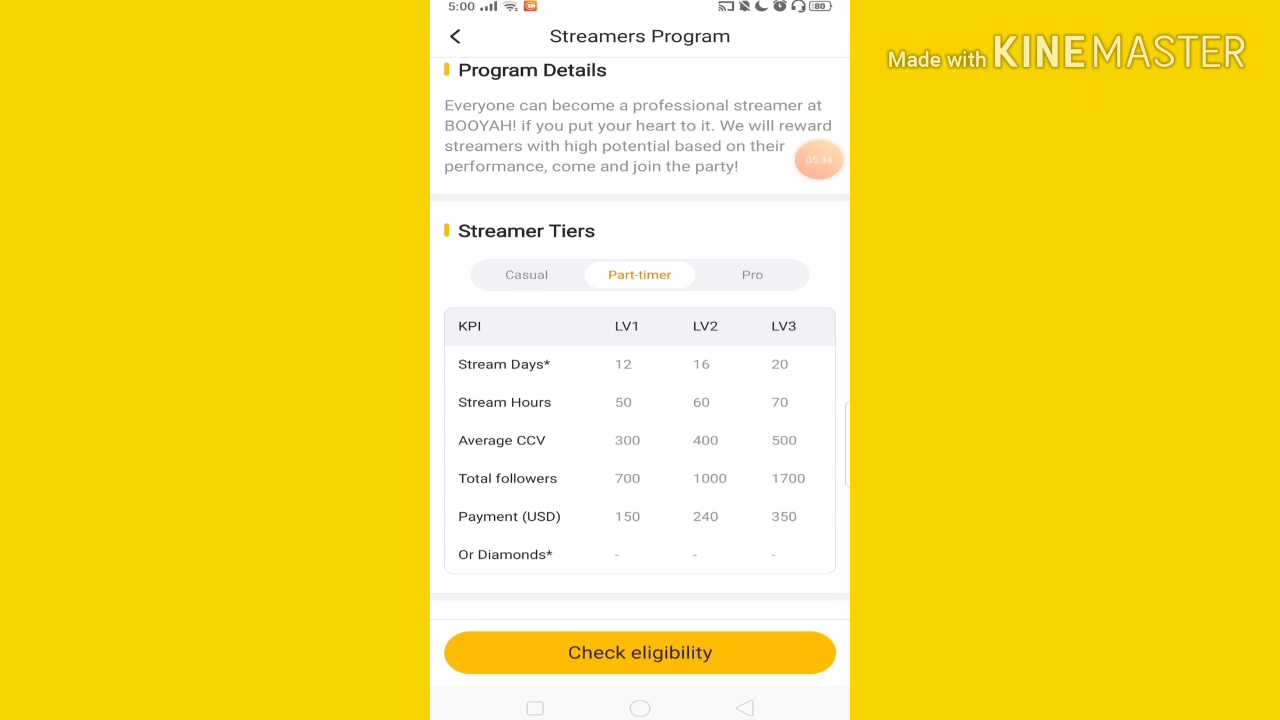 5:00
80
Streamers Program
Made with KINEMASTER
Program Details
Everyone can become a professional streamer at
BOOYAH! if you put your heart to it. We will reward
streamers with high potential based on their
performance, come and join the party!
05:34
Streamer Tiers
Casual Part-timer Pro
KPI LV1 LV2 LV3
Stream Days* 12 16 20
Stream Hours 50 60 70
Average CCV 300 400 500
Total followers 700 1000 1700
Payment (USD) 150 240 350
Or Diamonds* - - -
Check eligibility